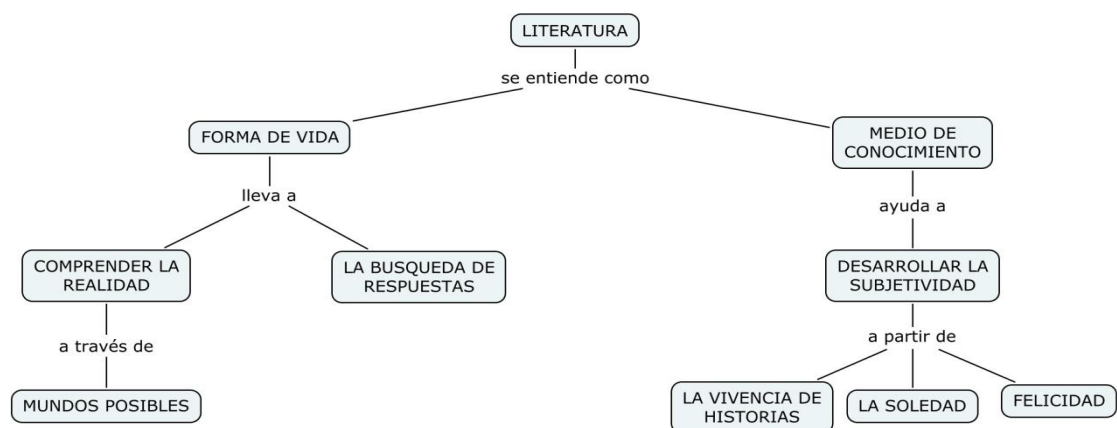 LITERATURA
se entiende como
FORMA DE VIDA
MEDIO DE
CONOCIMIENTO
lleva a
ayuda a
COMPRENDER LA
REALIDAD
LA BUSQUEDA DE
RESPUESTAS
DESARROLLAR LA
SUBJETIVIDAD
a través de
a partir de
MUNDOS POSIBLES
LA VIVENCIA DE
HISTORIAS
LA SOLEDAD
FELICIDAD